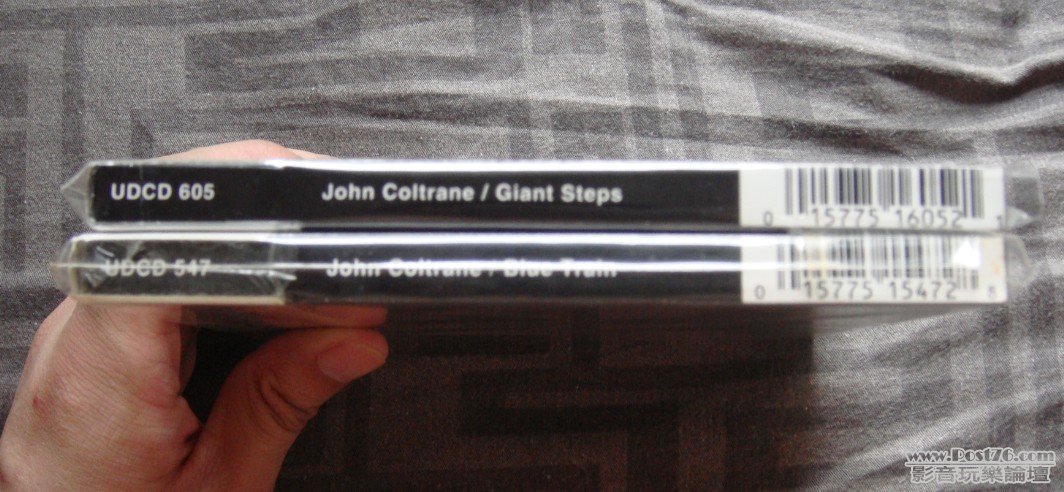 UDCD 605 John Coltrane / Giant Steps 0 15775 16052 1
UDCD 547 John Coltrane / Blue Train 0 15775 15472 8
www.Post76.com
影音玩樂論壇